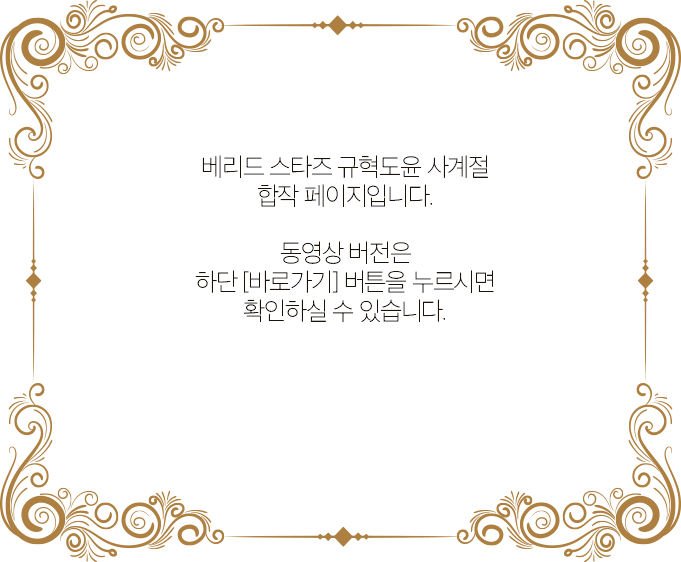 베리드 스타즈 규혁도윤 사계절
합작 페이지입니다.
동영상 버전은
하단 [바로가기] 버튼을 누르시면
확인하실 수 있습니다.